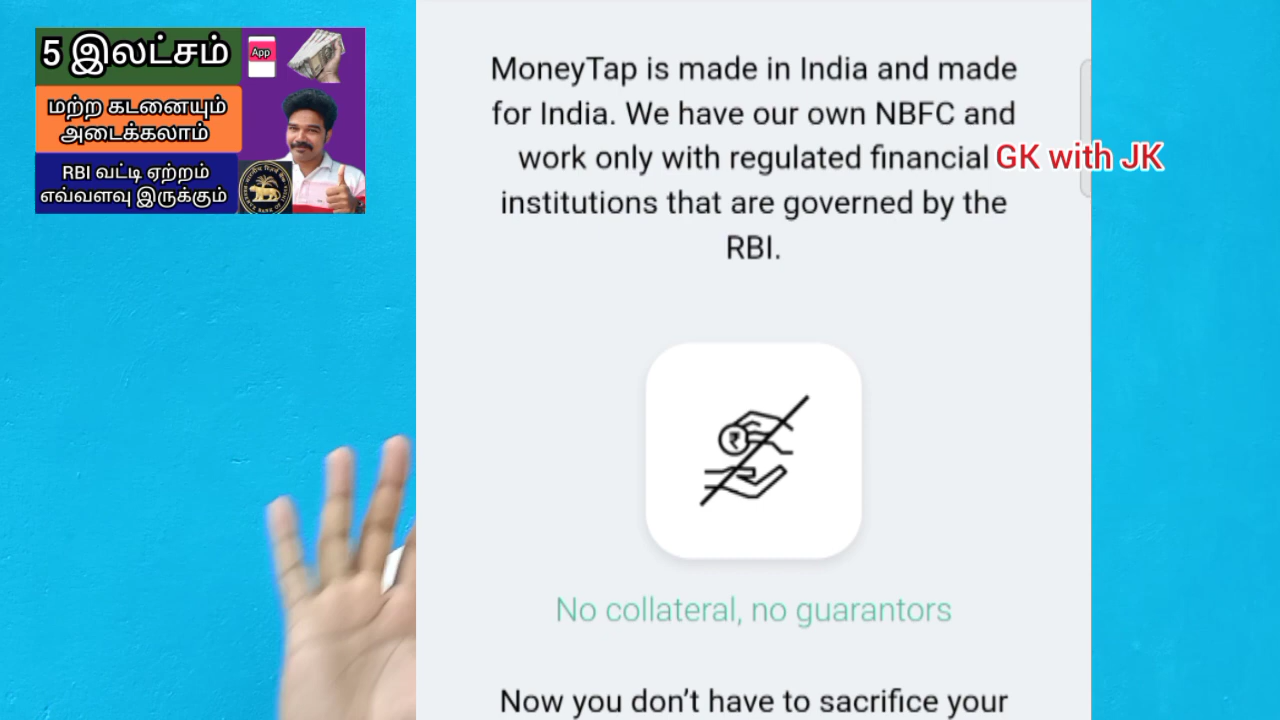 5 இலட்சம்
App
மற்ற கடனையும்
அடைக்கலாம்
RBI வட்டி ஏற்றம்
எவ்வளவு இருக்கும்
MoneyTap is made in India and made
for India. We have our own NBFC and
work only with regulated financial
institutions that are governed by the
RBI.
GK with JK
No collateral, no guarantors
Now you don’t have to sacrifice your